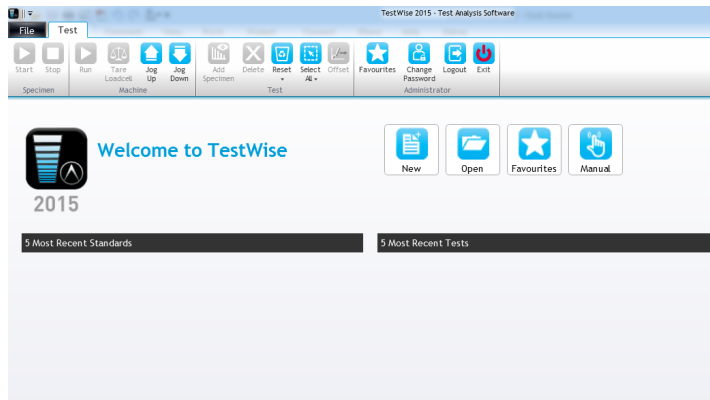 TestWise 2015 - Test Analysis Software
File Test
Start Stop Run Tare Loadcell Jog Up Jog Down Add Specimen Delete Reset Select All Offset Favourites Change Password Logout Exit
Specimen Machine Test Administrator
Welcome to TestWise
New Open Favourites Manual
2015
5 Most Recent Standards 5 Most Recent Tests